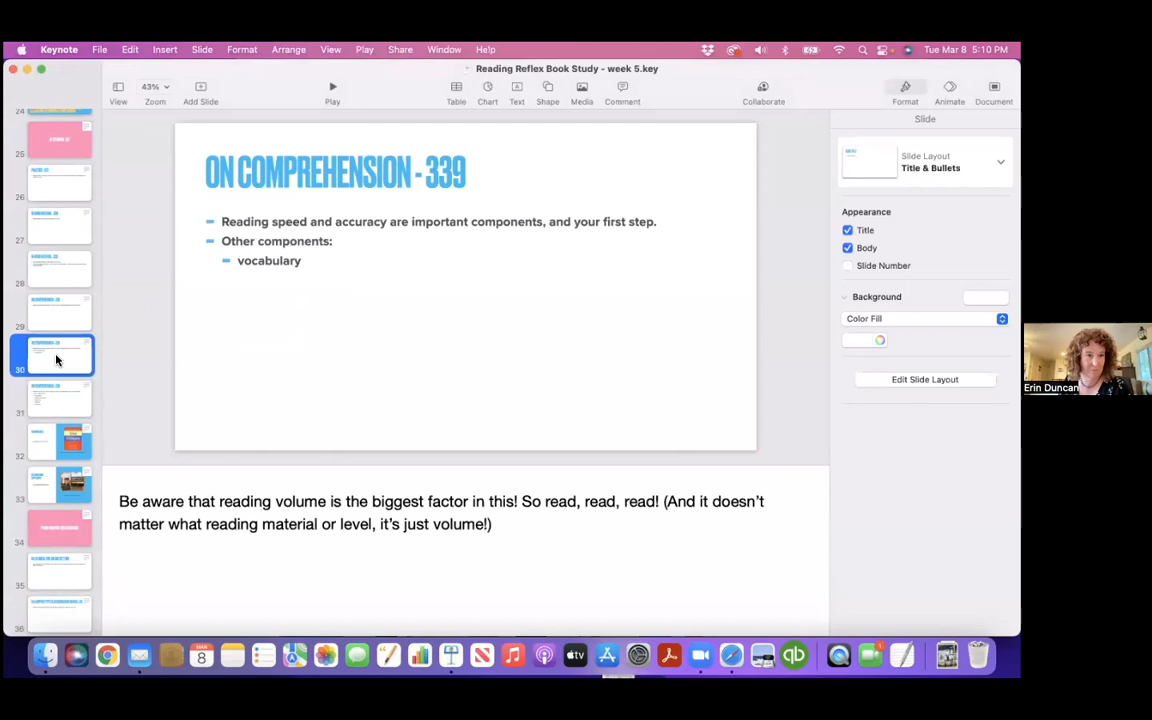 Keynote File Edit Insert Slide Format Arrange View Play Share Window Help Tue Mar 8 5:10 PM
Reading Reflex Book Study - week 5.key
43%
View Zoom Add Slide Play Table Chart Text Shape Media Comment Collaborate Format Animate Document
Slide
24
25
26
27
28
29
30
31
32
33
34
35
36
ON COMPREHENSION - 339
Reading speed and accuracy are important components, and your first step.
Other components:
vocabulary
Be aware that reading volume is the biggest factor in this! So read, read, read! (And it doesn't
matter what reading material or level, it's just volume!)
Slide Layout
Title & Bullets
Appearance
Title
Body
Slide Number
Background
Color Fill
Edit Slide Layout
Erin Duncan
MAR
8
tv
qb